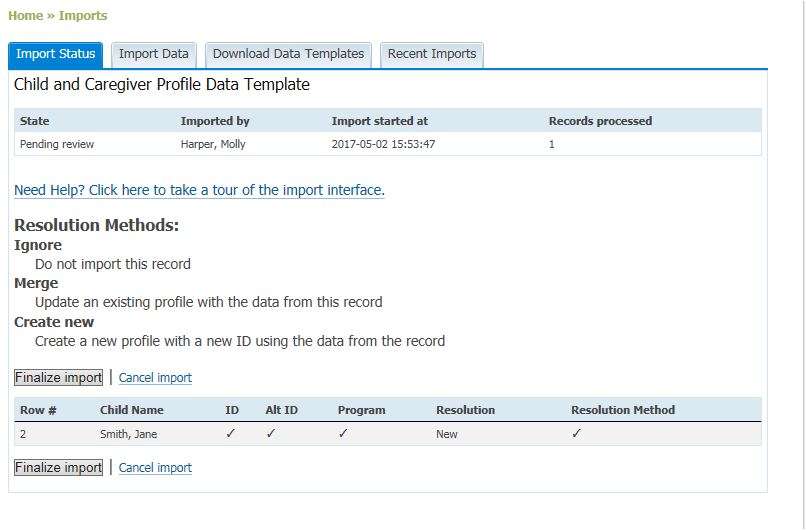 Home » Imports
Import Status Import Data Download Data Templates Recent Imports
Child and Caregiver Profile Data Template
State Imported by Import started at Records processed
Pending review Harper, Molly 2017-05-02 15:53:47 1
Need Help? Click here to take a tour of the import interface.
Resolution Methods:
Ignore
Do not import this record
Merge
Update an existing profile with the data from this record
Create new
Create a new profile with a new ID using the data from the record
Finalize import | Cancel import
Row # Child Name ID Alt ID Program Resolution Resolution Method
2 Smith, Jane ✓ ✓ ✓ New ✓
Finalize import | Cancel import